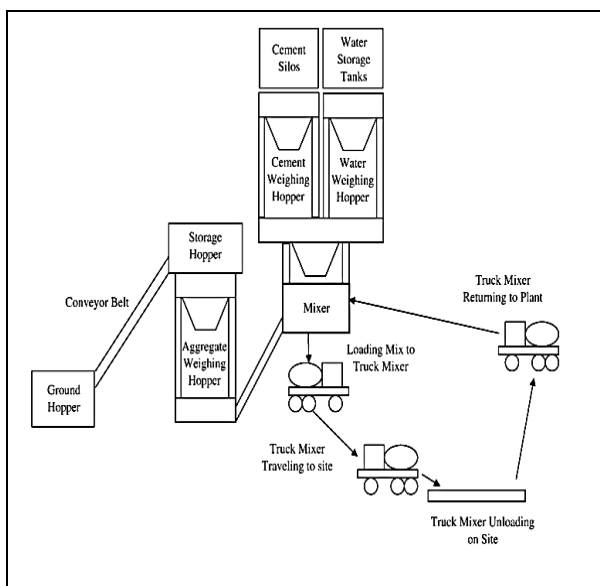 Cement
Silos
Water
Storage
Tanks
Cement
Weighing
Hopper
Water
Weighing
Hopper
Storage
Hopper
Conveyor Belt
Aggregate
Weighing
Hopper
Ground
Hopper
Mixer
Truck Mixer
Returning to Plant
Loading Mix to
Truck Mixer
Truck Mixer
Traveling to site
Truck Mixer Unloading
on Site